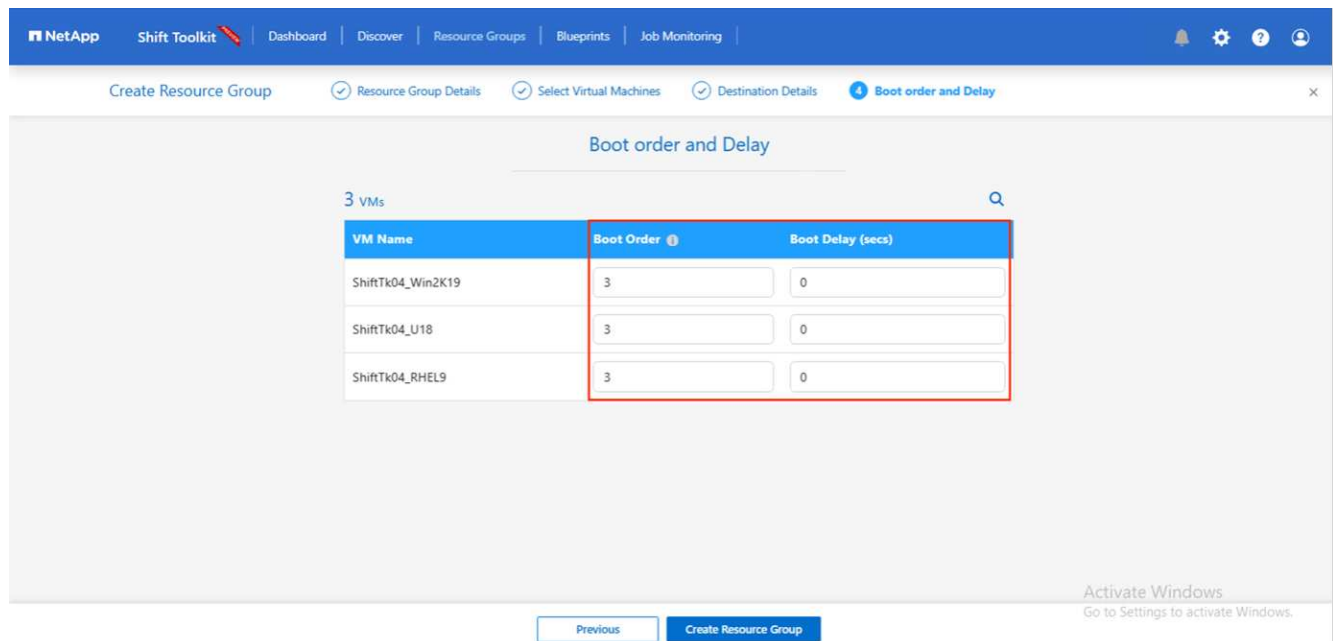 NetApp Shift Toolkit Dashboard Discover Resource Groups Blueprints Job Monitoring
Create Resource Group Resource Group Details Select Virtual Machines Destination Details 4 Boot order and Delay
Boot order and Delay
3 VMs
VM Name Boot Order Boot Delay (secs)
ShiftTk04_Win2K19 3 0
ShiftTk04_U18 3 0
ShiftTk04_RHEL9 3 0
Activate Windows
Go to Settings to activate Windows.
Previous Create Resource Group